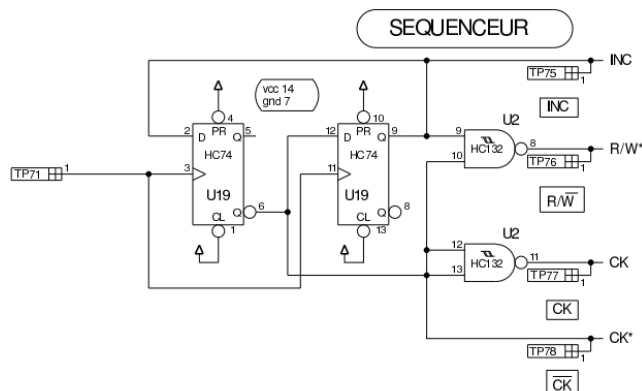 SEQUENCEUR
INC
TP75 1
INC
vcc 14
gnd 7
4
10
2 D PR Q 5
12 D PR Q 9
9 U2
HC132 8 R/W*
10
TP76 1
R/W
HC74
HC74
TP71 1
3
11
U19 Q 6
U19 Q 8
CL
CL
1
13
U2
12
HC132 11 CK
13
TP77 1
CK
CK*
TP78 1
CK